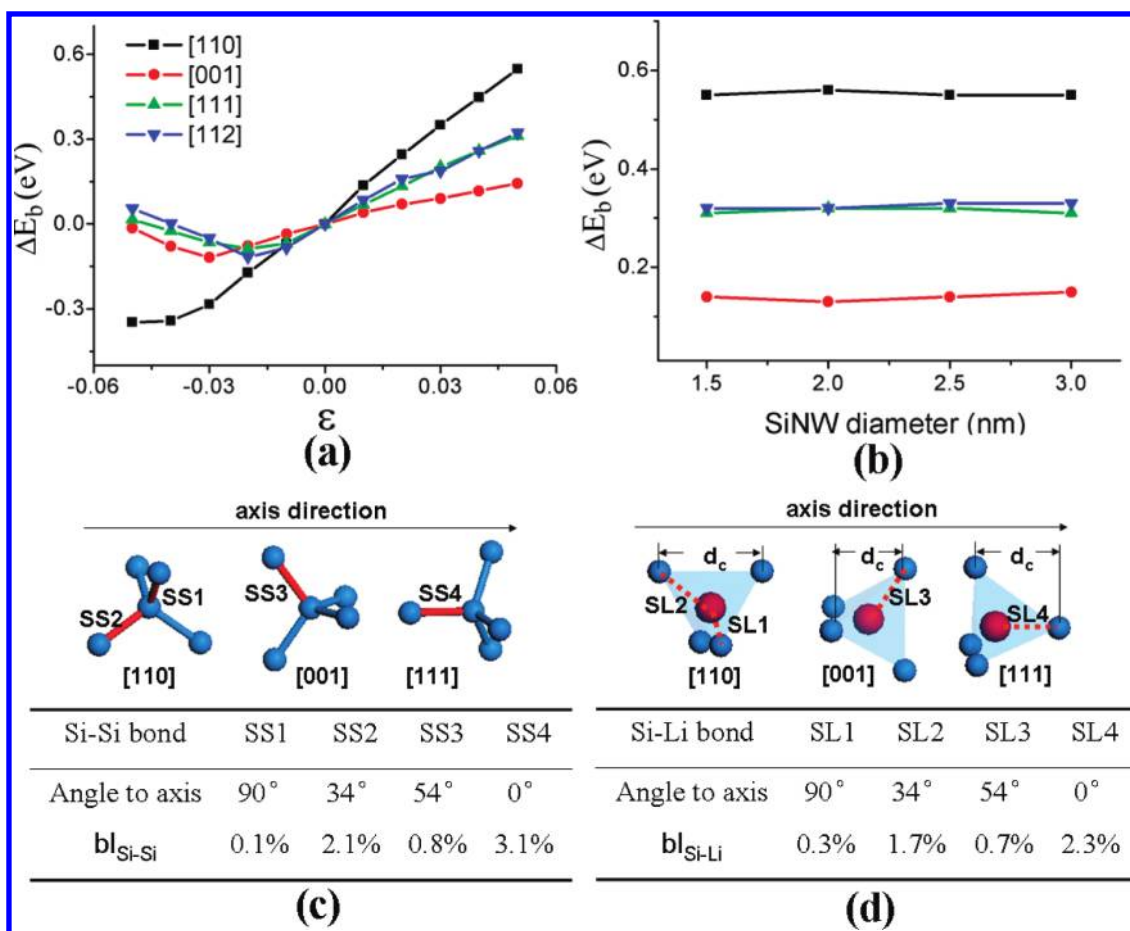 [110]
[001]
[111]
[112]
0.6
0.3
0.0
-0.3
ΔE_b (eV)
-0.06 -0.03 0.00 0.03 0.06
ε
(a)
0.6
0.4
0.2
ΔE_b (eV)
1.5 2.0 2.5 3.0
SiNW diameter (nm)
(b)
axis direction
SS1
SS2
SS3
SS4
[110] [001] [111]
Si-Si bond SS1 SS2 SS3 SS4
Angle to axis 90° 34° 54° 0°
bl_Si-Si 0.1% 2.1% 0.8% 3.1%
(c)
axis direction
d_c d_c d_c
SL2
SL1
SL3
SL4
[110] [001] [111]
Si-Li bond SL1 SL2 SL3 SL4
Angle to axis 90° 34° 54° 0°
bl_Si-Li 0.3% 1.7% 0.7% 2.3%
(d)